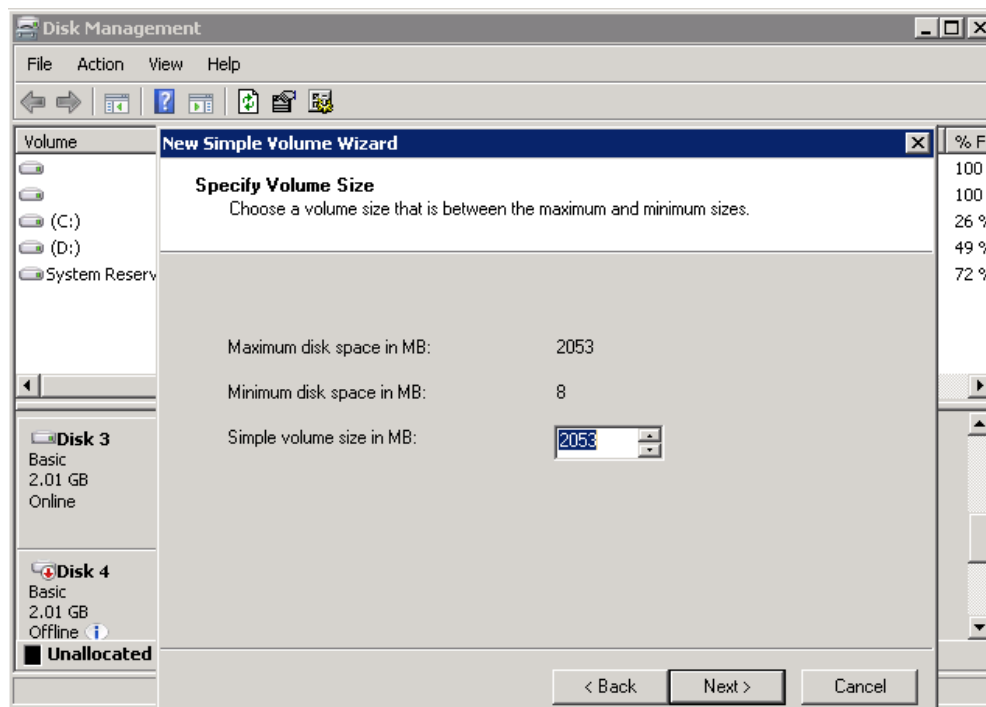 Disk Management
File Action View Help
Volume
% F
100
100
(C:)
26 %
(D:)
49 %
System Reserv
72 %
New Simple Volume Wizard
Specify Volume Size
Choose a volume size that is between the maximum and minimum sizes.
Maximum disk space in MB: 2053
Minimum disk space in MB: 8
Simple volume size in MB: 2053
Disk 3
Basic
2.01 GB
Online
Disk 4
Basic
2.01 GB
Offline
Unallocated
< Back Next > Cancel